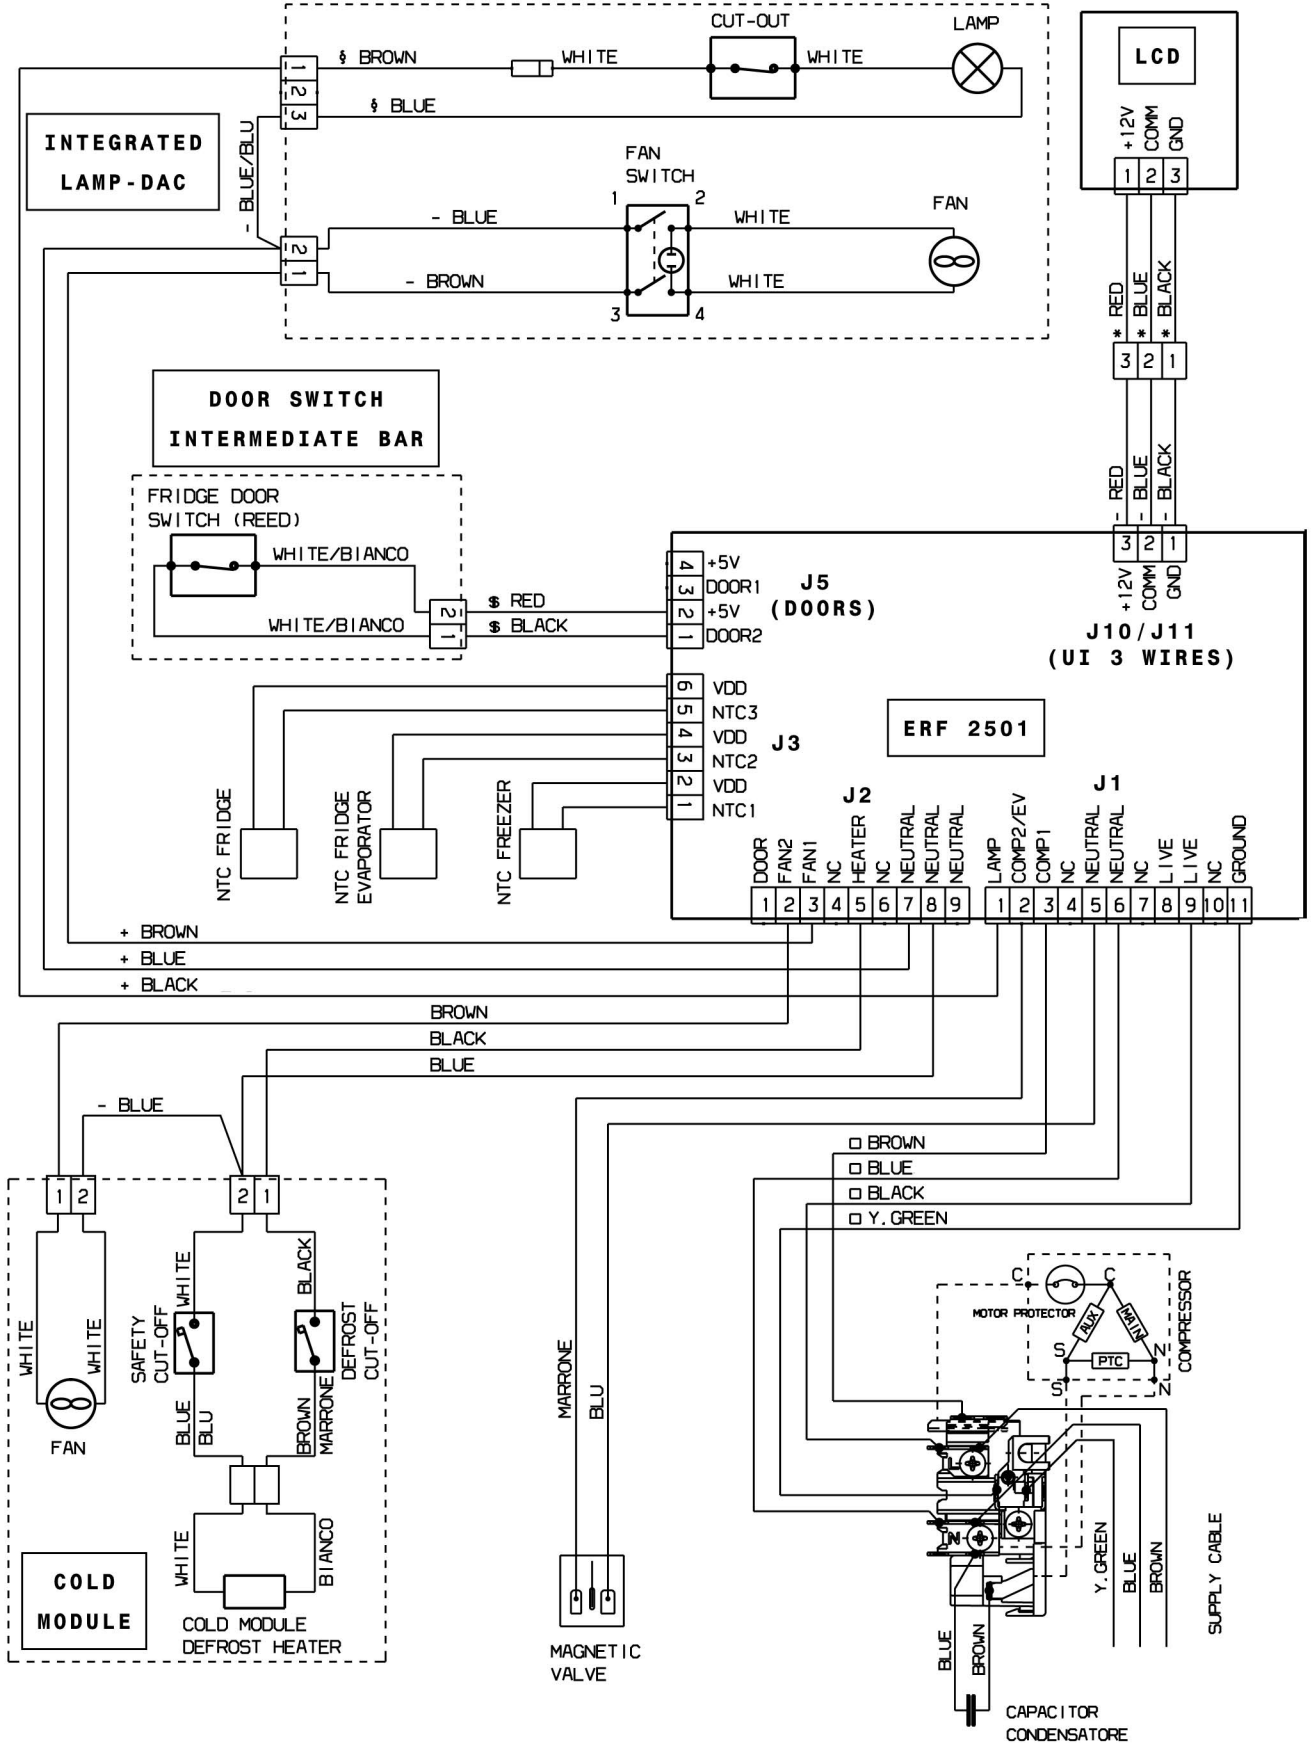 CUT-OUT
LAMP
LCD
§ BROWN
WHITE
WHITE
1
2
3
§ BLUE
+12V
COMM
GND
1 2 3
INTEGRATED
LAMP-DAC
- BLUE/BLU
FAN
SWITCH
1
2
- BLUE
WHITE
FAN
2
1
- BROWN
WHITE
3
4
* RED
* BLUE
* BLACK
3 2 1
DOOR SWITCH
INTERMEDIATE BAR
- RED
- BLUE
- BLACK
FRIDGE DOOR
SWITCH (REED)
WHITE/BIANCO
WHITE/BIANCO
2
1
$ RED
$ BLACK
4 +5V
3 DOOR1
2 +5V
1 DOOR2
J5
(DOORS)
3 2 1
+12V
COMM
GND
J10/J11
(UI 3 WIRES)
6 VDD
5 NTC3
4 VDD
3 NTC2
2 VDD
1 NTC1
J3
ERF 2501
NTC FRIDGE
NTC FRIDGE
EVAPORATOR
NTC FREEZER
J2
J1
DOOR
FAN2
FAN1
NC
HEATER
NC
NEUTRAL
NEUTRAL
NEUTRAL
1 2 3 4 5 6 7 8 9
LAMP
COMP2/EV
COMP1
NC
NEUTRAL
NEUTRAL
NC
LIVE
LIVE
NC
GROUND
1 2 3 4 5 6 7 8 9 10 11
+ BROWN
+ BLUE
+ BLACK
BROWN
BLACK
BLUE
- BLUE
□ BROWN
□ BLUE
□ BLACK
□ Y.GREEN
1 2
2 1
WHITE
WHITE
FAN
WHITE
BLACK
SAFETY
CUT-OFF
DEFROST
CUT-OFF
BLUE
BLU
BROWN
MARRONE
WHITE
BIANCO
COLD
MODULE
COLD MODULE
DEFROST HEATER
MARRONE
BLU
MAGNETIC
VALVE
C
C
MOTOR PROTECTOR
AUX
MAIN
PTC
S
N
S
N
COMPRESSOR
L
N
Y.GREEN
BLUE
BROWN
SUPPLY CABLE
BLUE
BROWN
CAPACITOR
CONDENSATORE